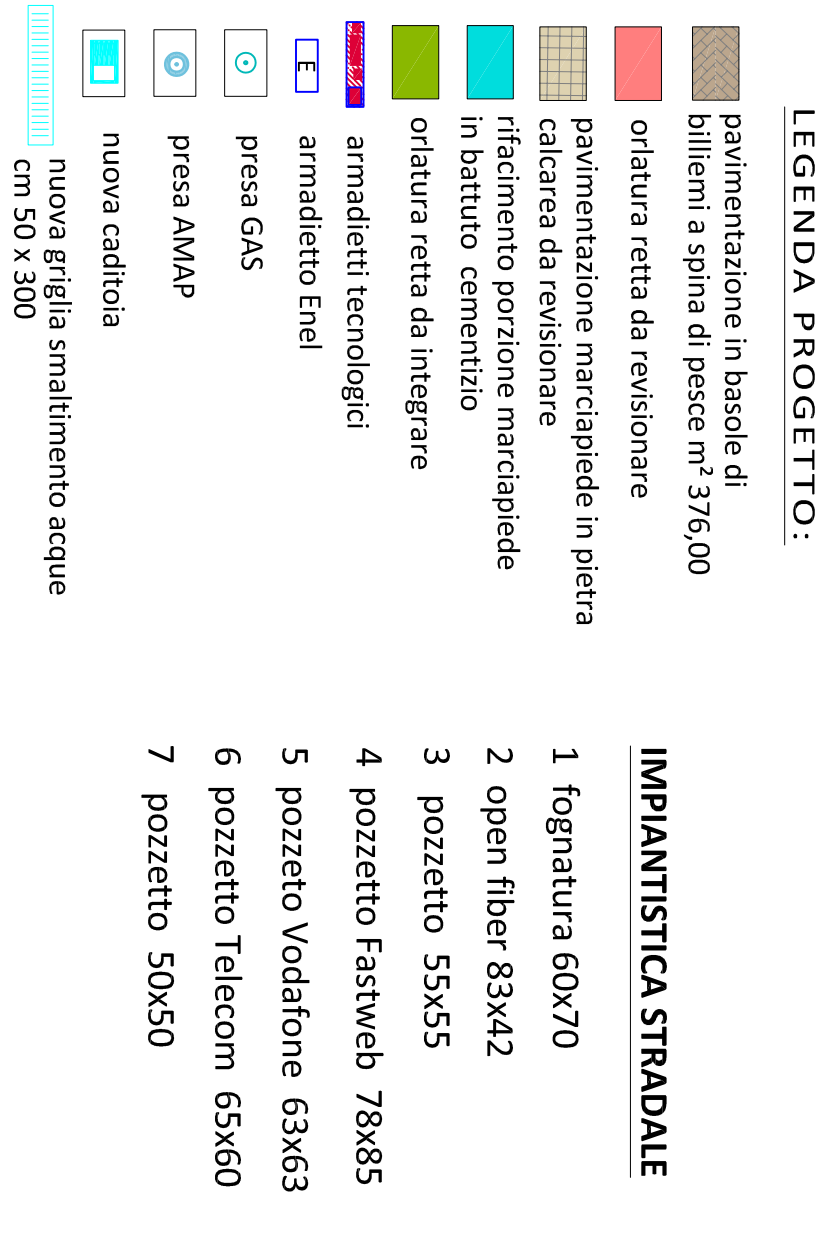 LEGENDA PROGETTO:
pavimentazione in basole di
billiemi a spina di pesce m² 376,00
orlatura retta da revisionare
pavimentazione marciapiede in pietra
calcarea da revisionare
rifacimento porzione marciapiede
in battuto cementizio
orlatura retta da integrare
armadietti tecnologici
E
armadietto Enel
presa GAS
presa AMAP
nuova caditoia
nuova griglia smaltimento acque
cm 50 x 300
IMPIANTISTICA STRADALE
1 fognatura 60x70
2 open fiber 83x42
3 pozzetto 55x55
4 pozzetto Fastweb 78x85
5 pozzeto Vodafone 63x63
6 pozzetto Telecom 65x60
7 pozzetto 50x50